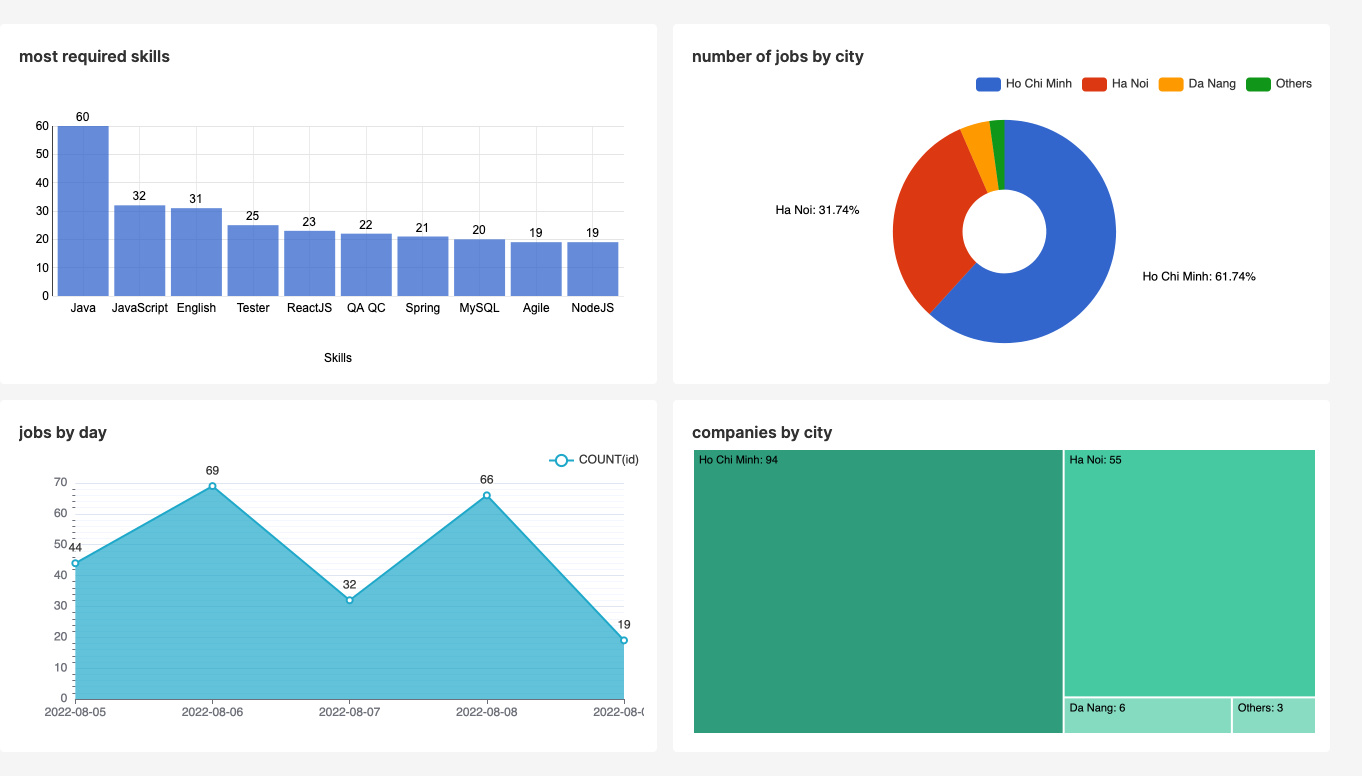 most required skills
60
60
50
40
30
20
10
0
32
31
25
23
22
21
20
19
19
Java JavaScript English Tester ReactJS QA QC Spring MySQL Agile NodeJS
Skills
number of jobs by city
Ho Chi Minh Ha Noi Da Nang Others
Ha Noi: 31.74%
Ho Chi Minh: 61.74%
jobs by day
COUNT(id)
70
60
50
40
30
20
10
0
44
69
32
66
19
2022-08-05 2022-08-06 2022-08-07 2022-08-08 2022-08-0
companies by city
Ho Chi Minh: 94
Ha Noi: 55
Da Nang: 6
Others: 3